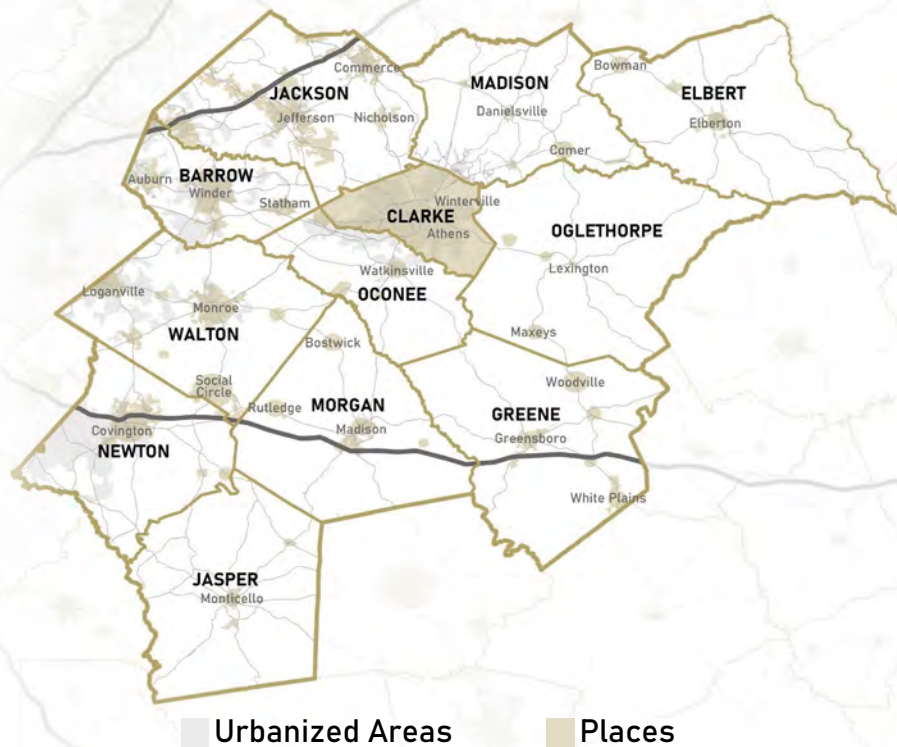 Commerce
MADISON
Bowman
JACKSON
ELBERT
Jefferson
Nicholson
Danielsville
Elberton
Comer
Auburn
BARROW
Winder
Statham
Winterville
CLARKE
Athens
OGLETHORPE
Watkinsville
Lexington
Loganville
OCONEE
Monroe
WALTON
Maxeys
Bostwick
Social
Circle
Woodville
Rutledge
MORGAN
GREENE
Covington
Madison
Greensboro
NEWTON
White Plains
JASPER
Monticello
Urbanized Areas
Places